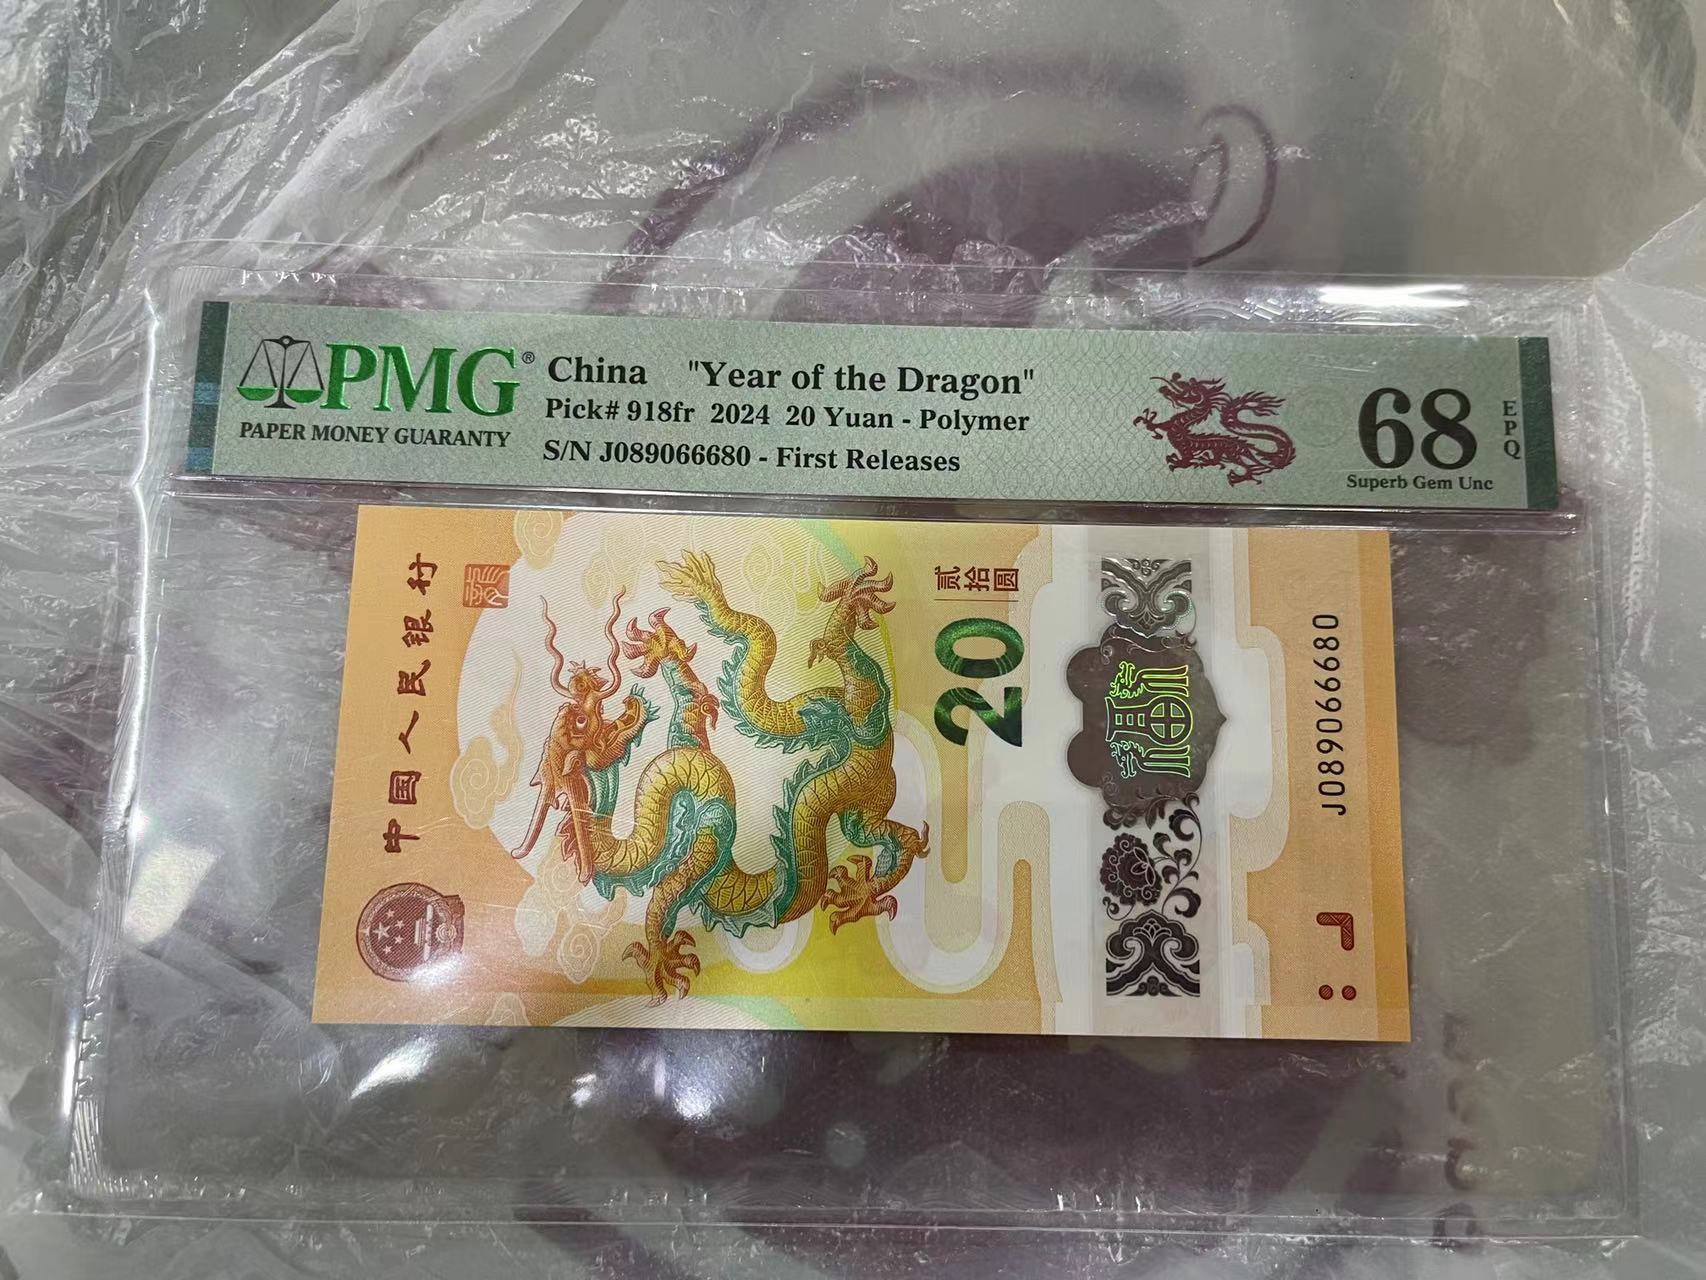 PMG®
PAPER MONEY GUARANTY
China "Year of the Dragon"
Pick# 918fr 2024 20 Yuan - Polymer
S/N J089066680 - First Releases
68
EPQ
Superb Gem Unc
中国人民银行
贰拾圆
20
J089066680